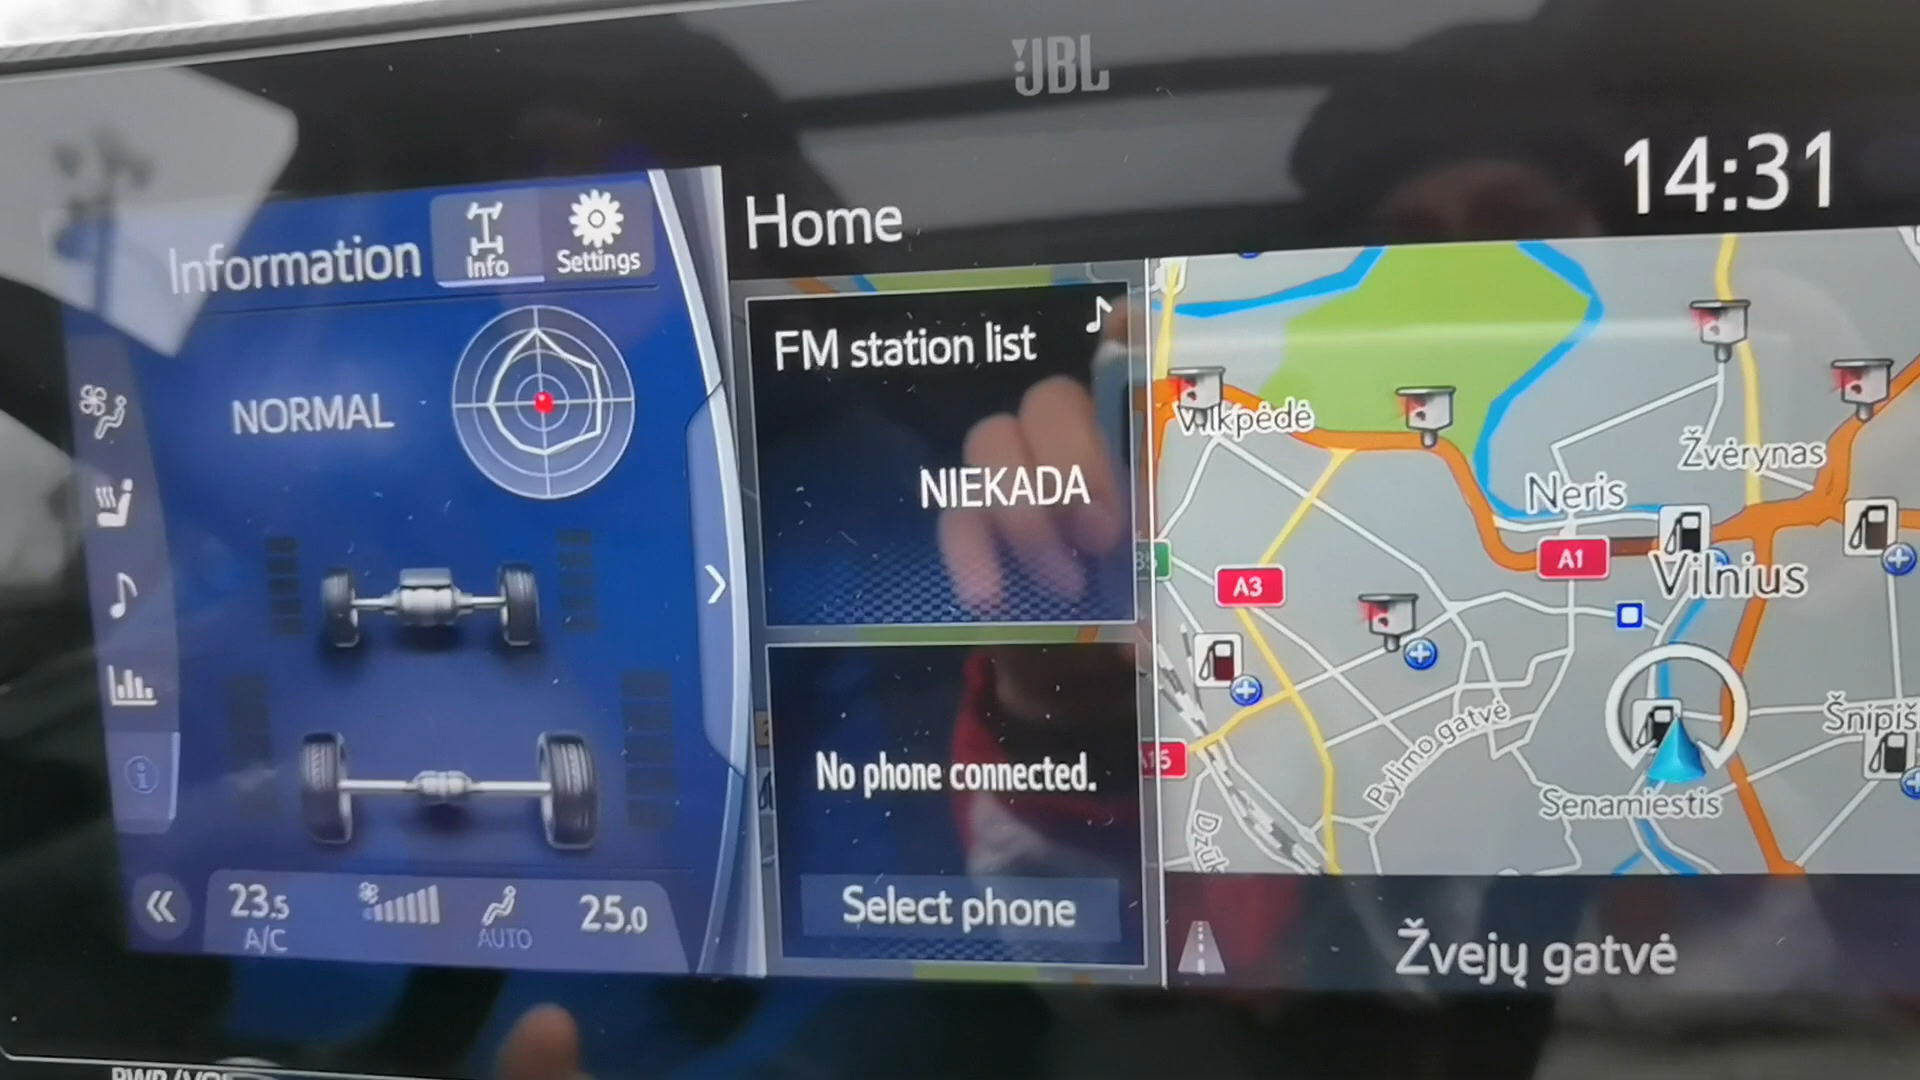 JBL
14:31
Information
Info
Settings
Home
NORMAL
FM station list
NIEKADA
No phone connected.
Select phone
23.5
A/C
AUTO
25.0
Vilkpėdė
Žvėrynas
Neris
A1
Vilnius
A3
Pylimo gatvė
Senamiestis
Žvejų gatvė